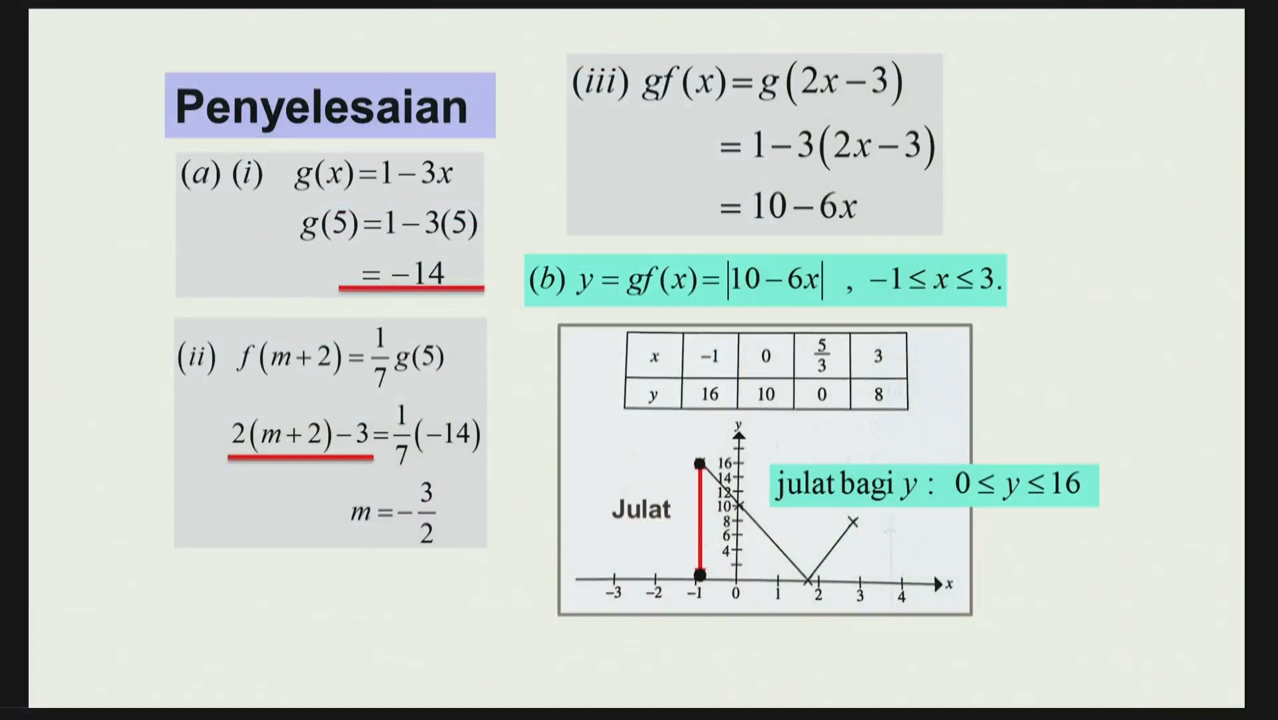 Penyelesaian
(a) (i) g(x)=1−3x
g(5)=1−3(5)
= −14
(ii) f(m+2)=1/7 g(5)
2(m+2)−3=1/7(−14)
m=−3/2
(iii) gf(x)=g(2x−3)
= 1−3(2x−3)
= 10−6x
(b) y = gf(x)=|10−6x| , −1≤x≤3.
x −1 0 5/3 3
y 16 10 0 8
y
16
14
12
10
8
6
4
Julat
julat bagi y : 0≤y≤16
−3 −2 −1 0 1 2 3 4 x